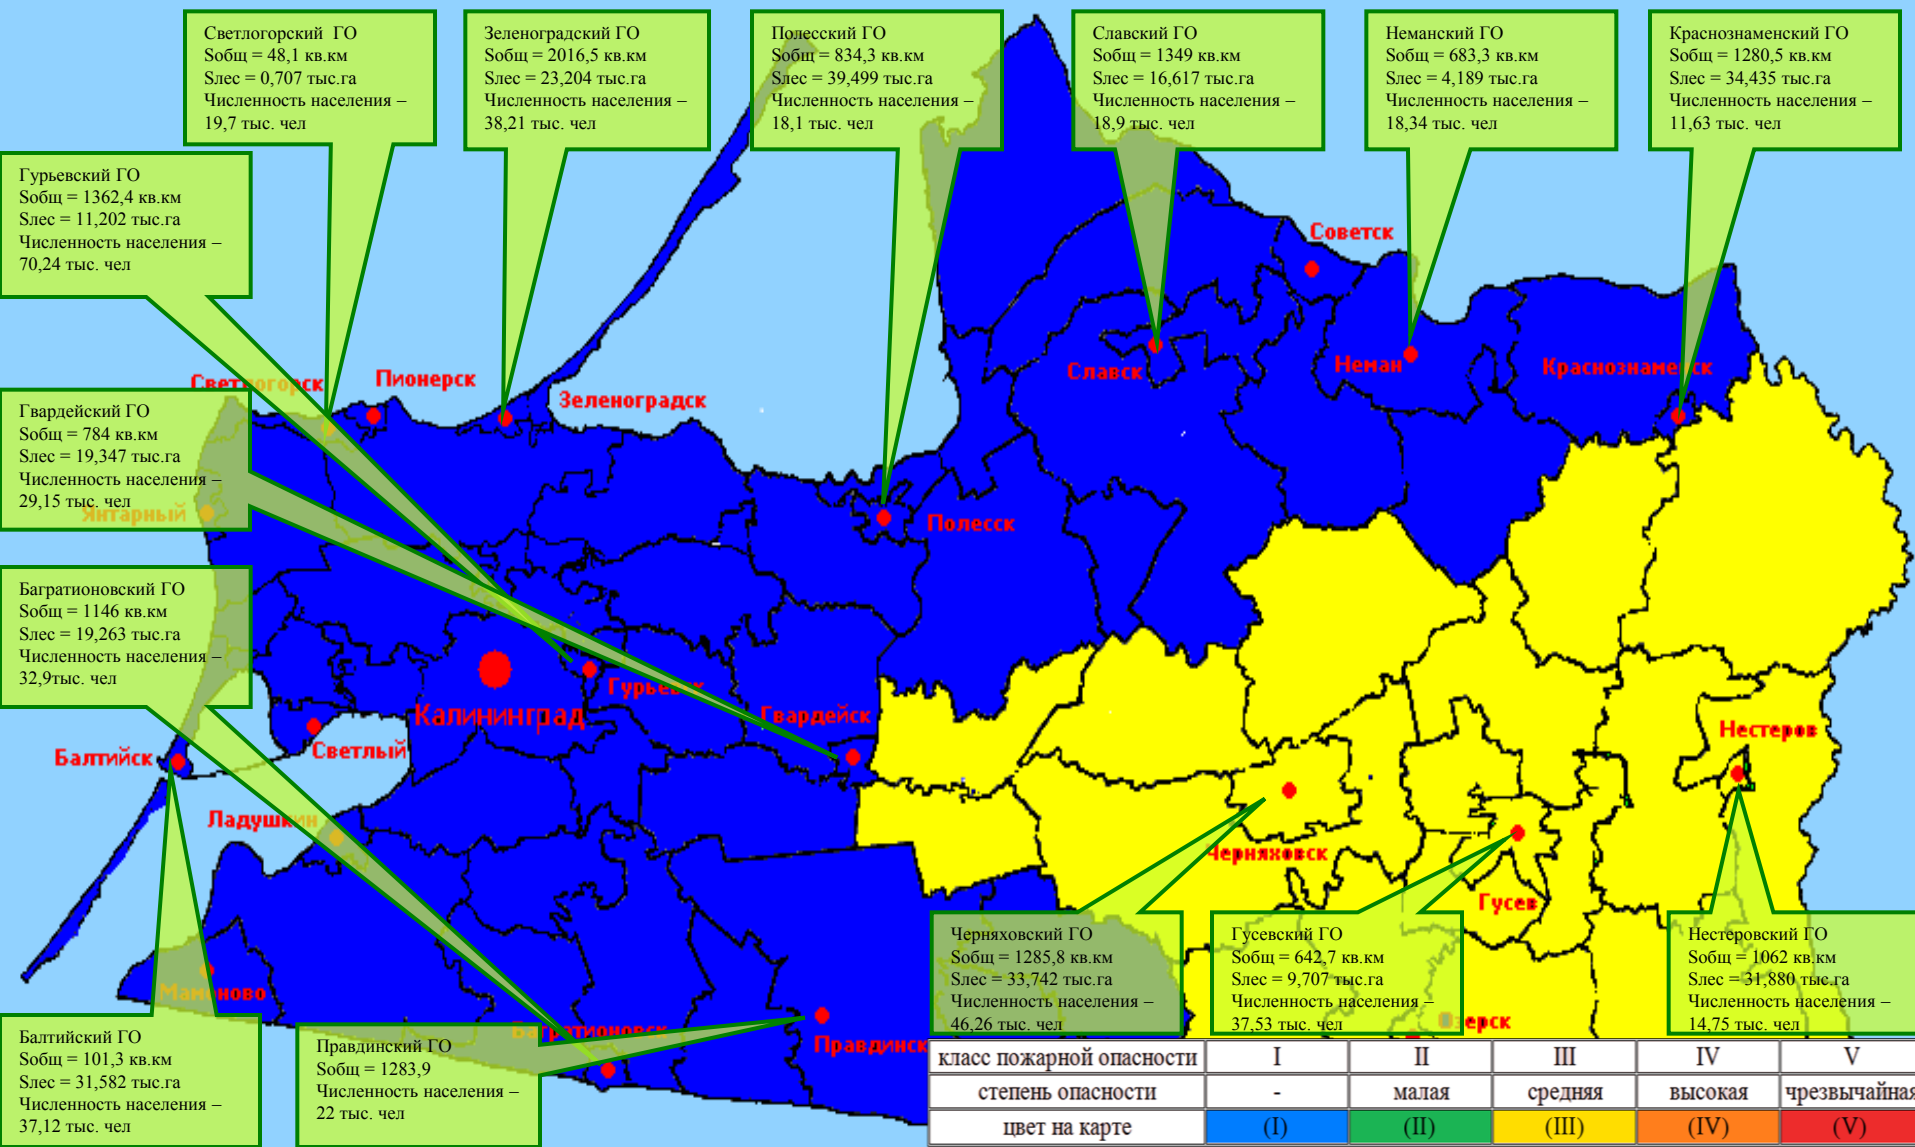 Светлогорский ГО
Sобщ = 48,1 кв.км
Sлес = 0,707 тыс.га
Численность населения –
19,7 тыс. чел
Зеленоградский ГО
Sобщ = 2016,5 кв.км
Sлес = 23,204 тыс.га
Численность населения –
38,21 тыс. чел
Полесский ГО
Sобщ = 834,3 кв.км
Sлес = 39,499 тыс.га
Численность населения –
18,1 тыс. чел
Славский ГО
Sобщ = 1349 кв.км
Sлес = 16,617 тыс.га
Численность населения –
18,9 тыс. чел
Неманский ГО
Sобщ = 683,3 кв.км
Sлес = 4,189 тыс.га
Численность населения –
18,34 тыс. чел
Краснознаменский ГО
Sобщ = 1280,5 кв.км
Sлес = 34,435 тыс.га
Численность населения –
11,63 тыс. чел
Гурьевский ГО
Sобщ = 1362,4 кв.км
Sлес = 11,202 тыс.га
Численность населения –
70,24 тыс. чел
Советск
Славск
Неман
Краснознаменск
Светлогорск
Пионерск
Зеленоградск
Гвардейский ГО
Sобщ = 784 кв.км
Sлес = 19,347 тыс.га
Численность населения –
29,15 тыс. чел
Янтарный
Полесск
Багратионовский ГО
Sобщ = 1146 кв.км
Sлес = 19,263 тыс.га
Численность населения –
32,9тыс. чел
Гурьевск
Калининград
Гвардейск
Нестеров
Балтийск
Светлый
Ладушкин
Черняховск
Гусев
Мамоново
Багратионовск
Правдинск
Озерск
Черняховский ГО
Sобщ = 1285,8 кв.км
Sлес = 33,742 тыс.га
Численность населения –
46,26 тыс. чел
Гусевский ГО
Sобщ = 642,7 кв.км
Sлес = 9,707 тыс.га
Численность населения –
37,53 тыс. чел
Нестеровский ГО
Sобщ = 1062 кв.км
Sлес = 31,880 тыс.га
Численность населения –
14,75 тыс. чел
Балтийский ГО
Sобщ = 101,3 кв.км
Sлес = 31,582 тыс.га
Численность населения –
37,12 тыс. чел
Правдинский ГО
Sобщ = 1283,9
Численность населения –
22 тыс. чел
класс пожарной опасности I II III IV V
степень опасности - малая средняя высокая чрезвычайная
цвет на карте (I) (II) (III) (IV) (V)